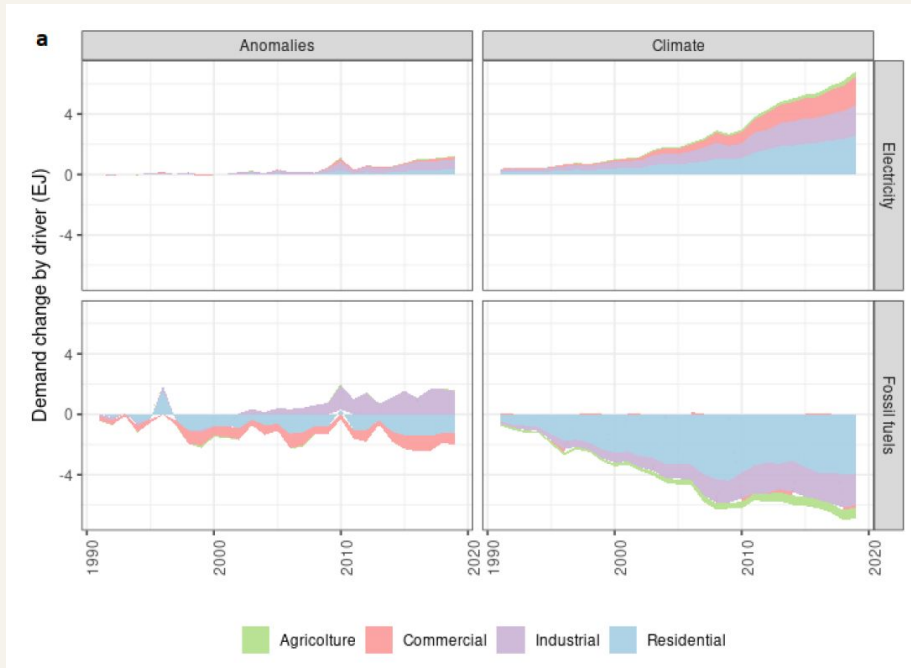 a
Anomalies
Climate
Demand change by driver (EJ)
4
0
-4
Electricity
4
0
-4
Fossil fuels
1990
2000
2010
2020
1990
2000
2010
2020
Agriculture
Commercial
Industrial
Residential